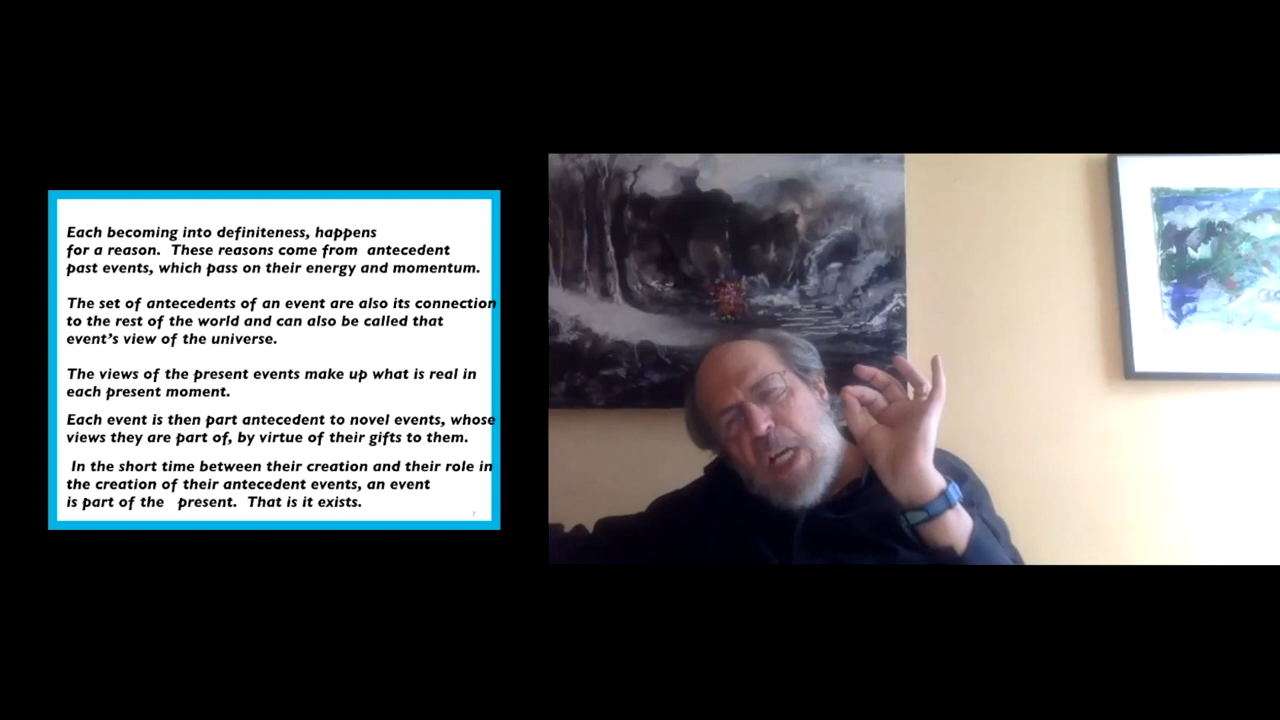 Each becoming into definiteness, happens
for a reason. These reasons come from antecedent
past events, which pass on their energy and momentum.
The set of antecedents of an event are also its connection
to the rest of the world and can also be called that
event's view of the universe.
The views of the present events make up what is real in
each present moment.
Each event is then part antecedent to novel events, whose
views they are part of, by virtue of their gifts to them.
In the short time between their creation and their role in
the creation of their antecedent events, an event
is part of the present. That is it exists.
7